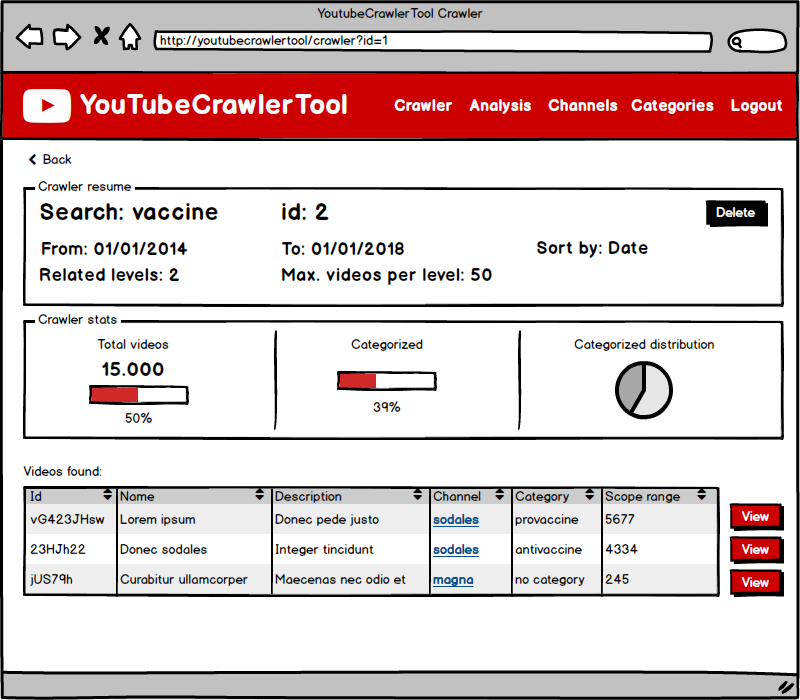 YoutubeCrawlerTool Crawler
http://youtubecrawlertool/crawler?id=1
YouTubeCrawlerTool Crawler Analysis Channels Categories Logout
Back
Crawler resume
Search: vaccine id: 2 Delete
From: 01/01/2014 To: 01/01/2018 Sort by: Date
Related levels: 2 Max. videos per level: 50
Crawler stats
Total videos Categorized Categorized distribution
15.000
50% 39%
Videos found:
Id Name Description Channel Category Scope range
vG423JHsw Lorem ipsum Donec pede justo sodales provaccine 5677 View
23HJh22 Donec sodales Integer tincidunt sodales antivaccine 4334 View
jUS79h Curabitur ullamcorper Maecenas nec odio et magna no category 245 View